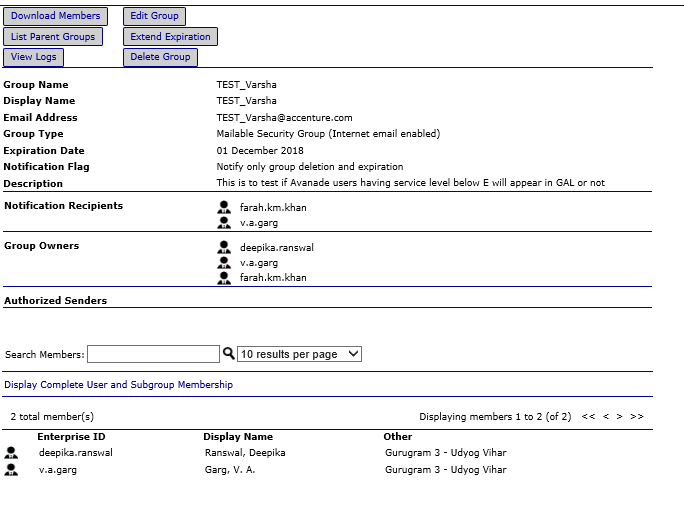 Download Members Edit Group
List Parent Groups Extend Expiration
View Logs Delete Group
Group Name TEST_Varsha
Display Name TEST_Varsha
Email Address TEST_Varsha@accenture.com
Group Type Mailable Security Group (Internet email enabled)
Expiration Date 01 December 2018
Notification Flag Notify only group deletion and expiration
Description This is to test if Avanade users having service level below E will appear in GAL or not
Notification Recipients farah.km.khan
v.a.garg
Group Owners deepika.ranswal
v.a.garg
farah.km.khan
Authorized Senders
Search Members: 10 results per page
Display Complete User and Subgroup Membership
2 total member(s) Displaying members 1 to 2 (of 2) << < > >>
Enterprise ID Display Name Other
deepika.ranswal Ranswal, Deepika Gurugram 3 - Udyog Vihar
v.a.garg Garg, V. A. Gurugram 3 - Udyog Vihar